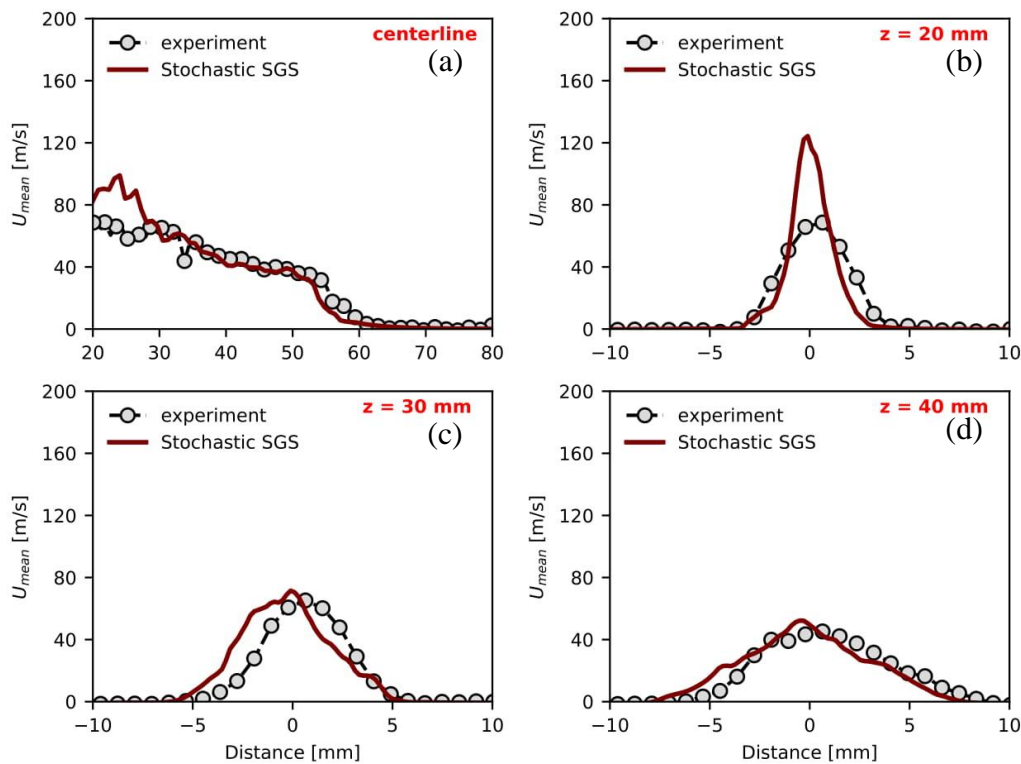 200
160
120
80
40
0
U_mean [m/s]
experiment
Stochastic SGS
centerline
(a)
20 30 40 50 60 70 80
200
160
120
80
40
0
U_mean [m/s]
experiment
Stochastic SGS
z = 20 mm
(b)
−10 −5 0 5 10
200
160
120
80
40
0
U_mean [m/s]
experiment
Stochastic SGS
z = 30 mm
(c)
−10 −5 0 5 10
Distance [mm]
200
160
120
80
40
0
U_mean [m/s]
experiment
Stochastic SGS
z = 40 mm
(d)
−10 −5 0 5 10
Distance [mm]